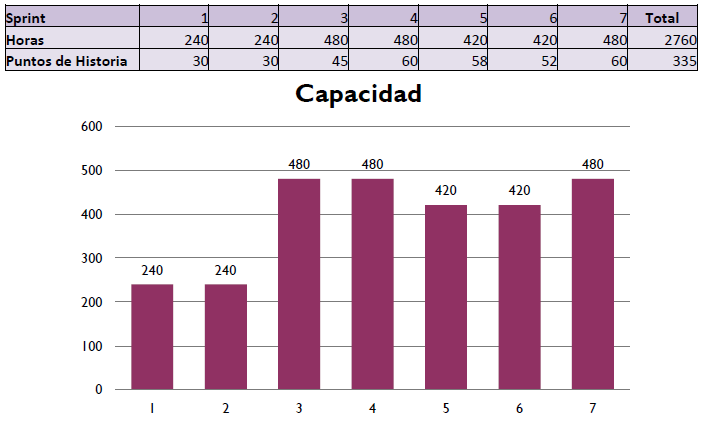 Sprint 1 2 3 4 5 6 7 Total
Horas 240 240 480 480 420 420 480 2760
Puntos de Historia 30 30 45 60 58 52 60 335
Capacidad
600
500
400
300
200
100
0
240 240 480 480 420 420 480
1 2 3 4 5 6 7